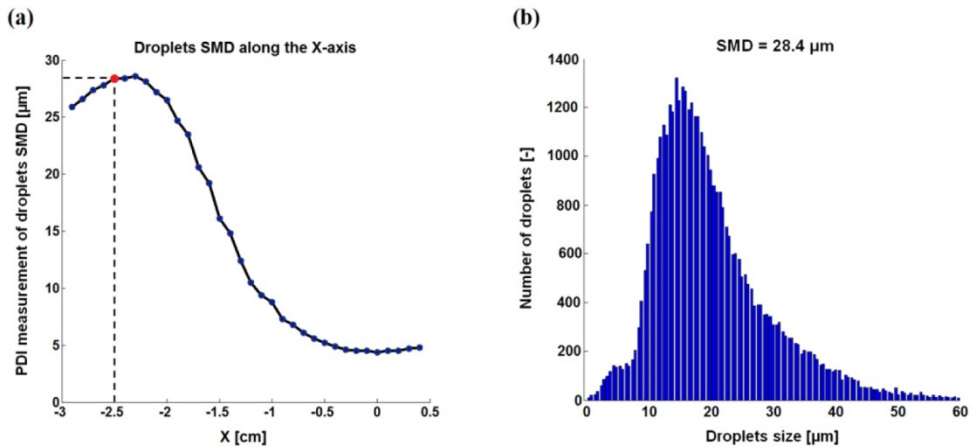 (a)
Droplets SMD along the X-axis
PDI measurement of droplets SMD [µm]
30
25
20
15
10
5
0
-3 -2.5 -2 -1.5 -1 -0.5 0 0.5
X [cm]
(b)
SMD = 28.4 µm
Number of droplets [-]
1400
1200
1000
800
600
400
200
0
0 10 20 30 40 50 60
Droplets size [µm]